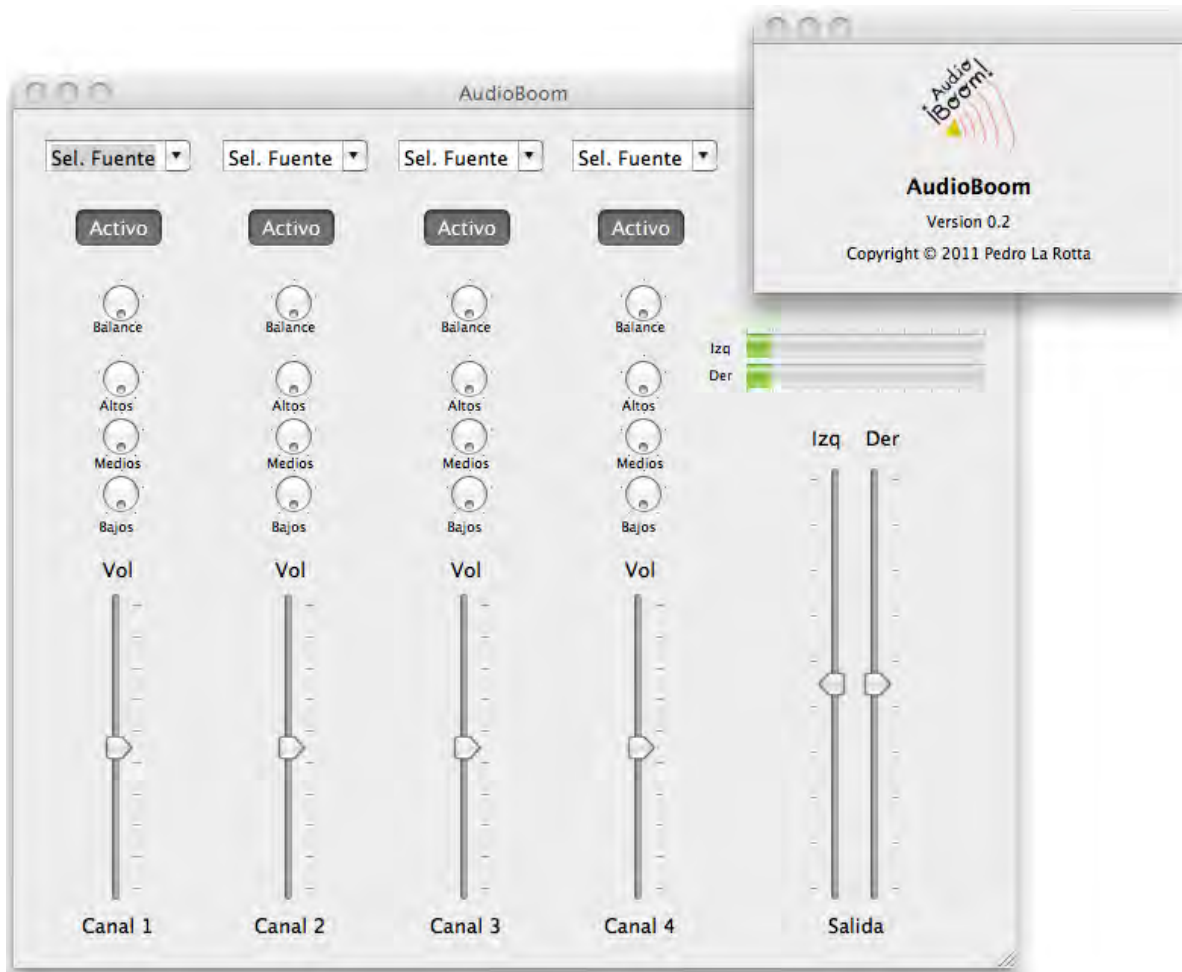 AudioBoom
Sel. Fuente Sel. Fuente Sel. Fuente Sel. Fuente
Activo Activo Activo Activo
Balance Balance Balance Balance
Altos Altos Altos Altos
Medios Medios Medios Medios
Bajos Bajos Bajos Bajos
Vol Vol Vol Vol
Canal 1 Canal 2 Canal 3 Canal 4 Salida
Izq
Der
Izq Der
¡Audio
Boom!
AudioBoom
Version 0.2
Copyright © 2011 Pedro La Rotta